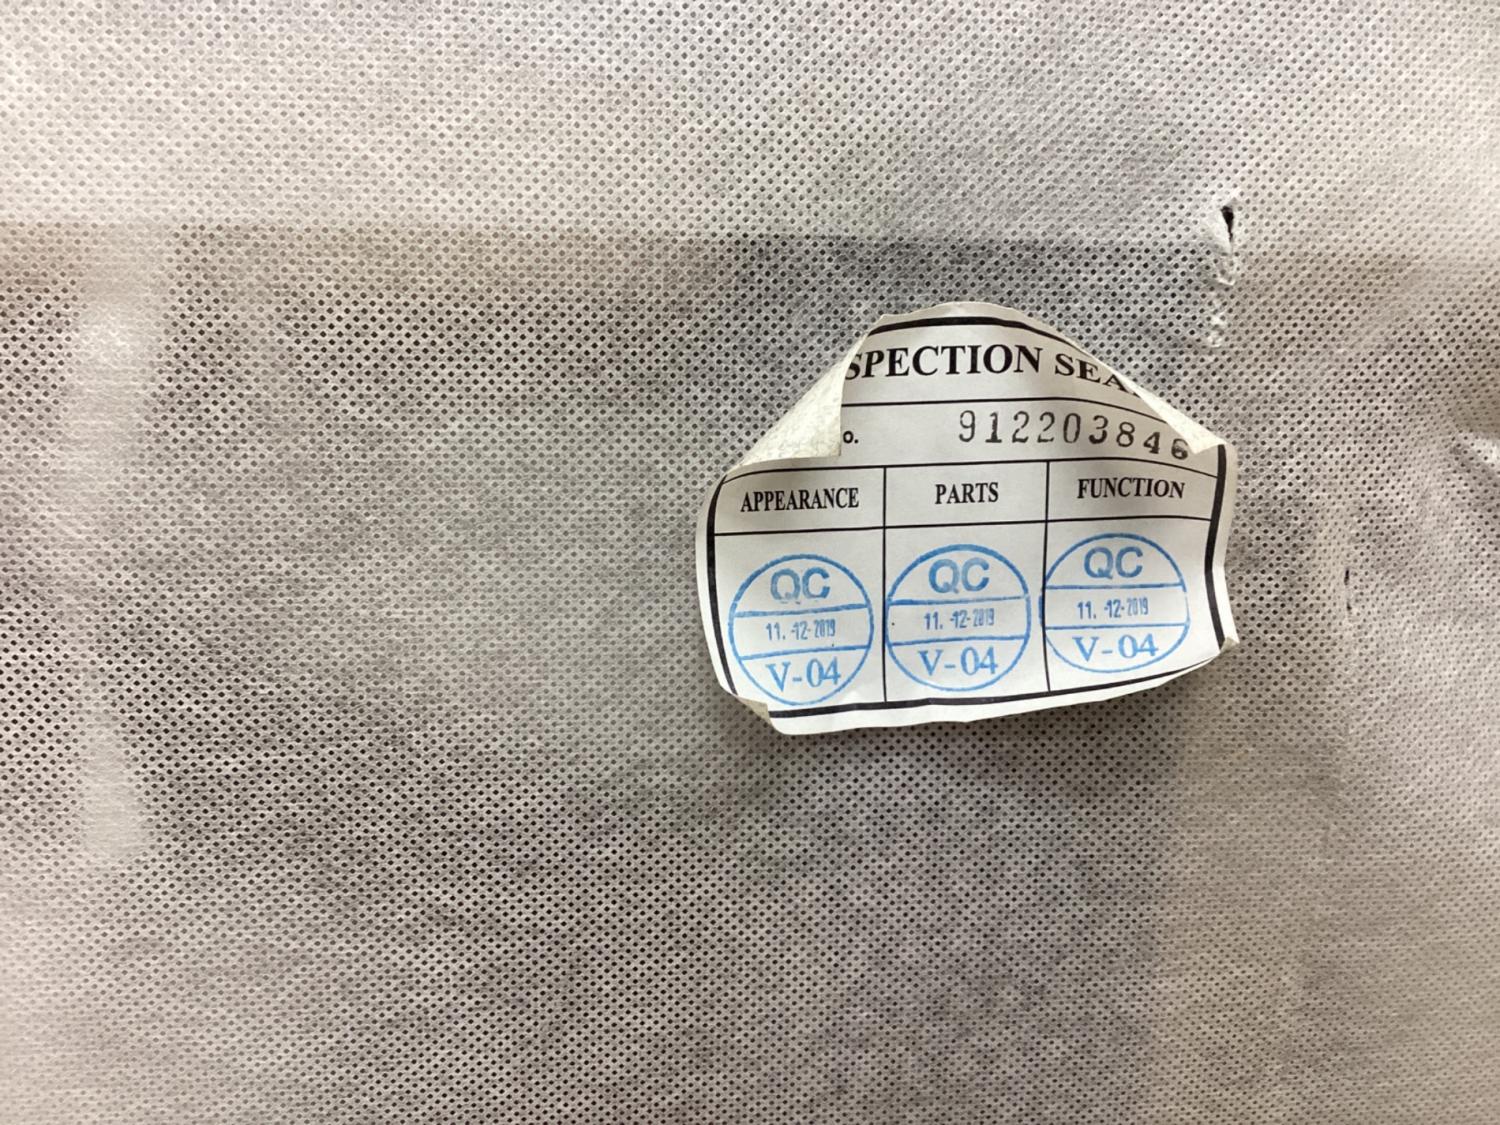 SPECTION SEA
o. 912203846
APPEARANCE PARTS FUNCTION
QC QC QC
11. -12- 2019 11. -12- 2019 11. -12- 2019
V-04 V-04 V-04